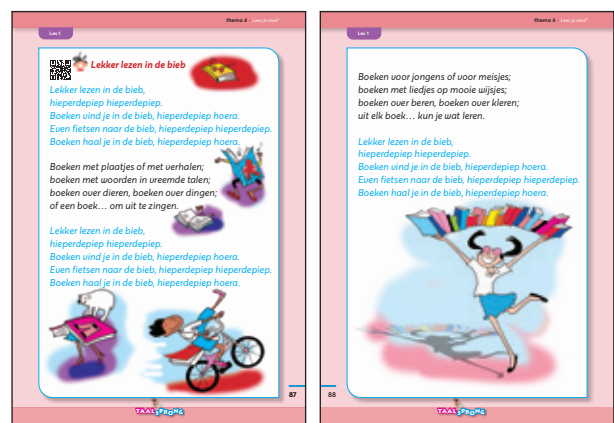 thema 4 - Lees je mee?
Les 1
Lekker lezen in de bieb
Lekker lezen in de bieb,
hieperdepiep hieperdepiep.
Boeken vind je in de bieb, hieperdepiep hoera.
Even fietsen naar de bieb, hieperdepiep hieperdepiep.
Boeken haal je in de bieb, hieperdepiep hoera.
Boeken met plaatjes of met verhalen;
boeken met woorden in vreemde talen;
boeken over dieren, boeken over dingen;
of een boek... om uit te zingen.
Lekker lezen in de bieb,
hieperdepiep hieperdepiep.
Boeken vind je in de bieb, hieperdepiep hoera.
Even fietsen naar de bieb, hieperdepiep hieperdepiep.
Boeken haal je in de bieb, hieperdepiep hoera.
87
TAALSPRONG
thema 4 - Lees je mee?
Les 1
Boeken voor jongens of voor meisjes;
boeken met liedjes op mooie wijsjes;
boeken over beren, boeken over kleren;
uit elk boek... kun je wat leren.
Lekker lezen in de bieb,
hieperdepiep hieperdepiep.
Boeken vind je in de bieb, hieperdepiep hoera.
Even fietsen naar de bieb, hieperdepiep hieperdepiep.
Boeken haal je in de bieb, hieperdepiep hoera.
88
TAALSPRONG